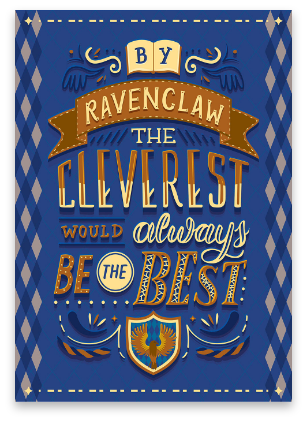 BY
RAVENCLAW
THE
CLEVEREST
WOULD always
BE THE BEST